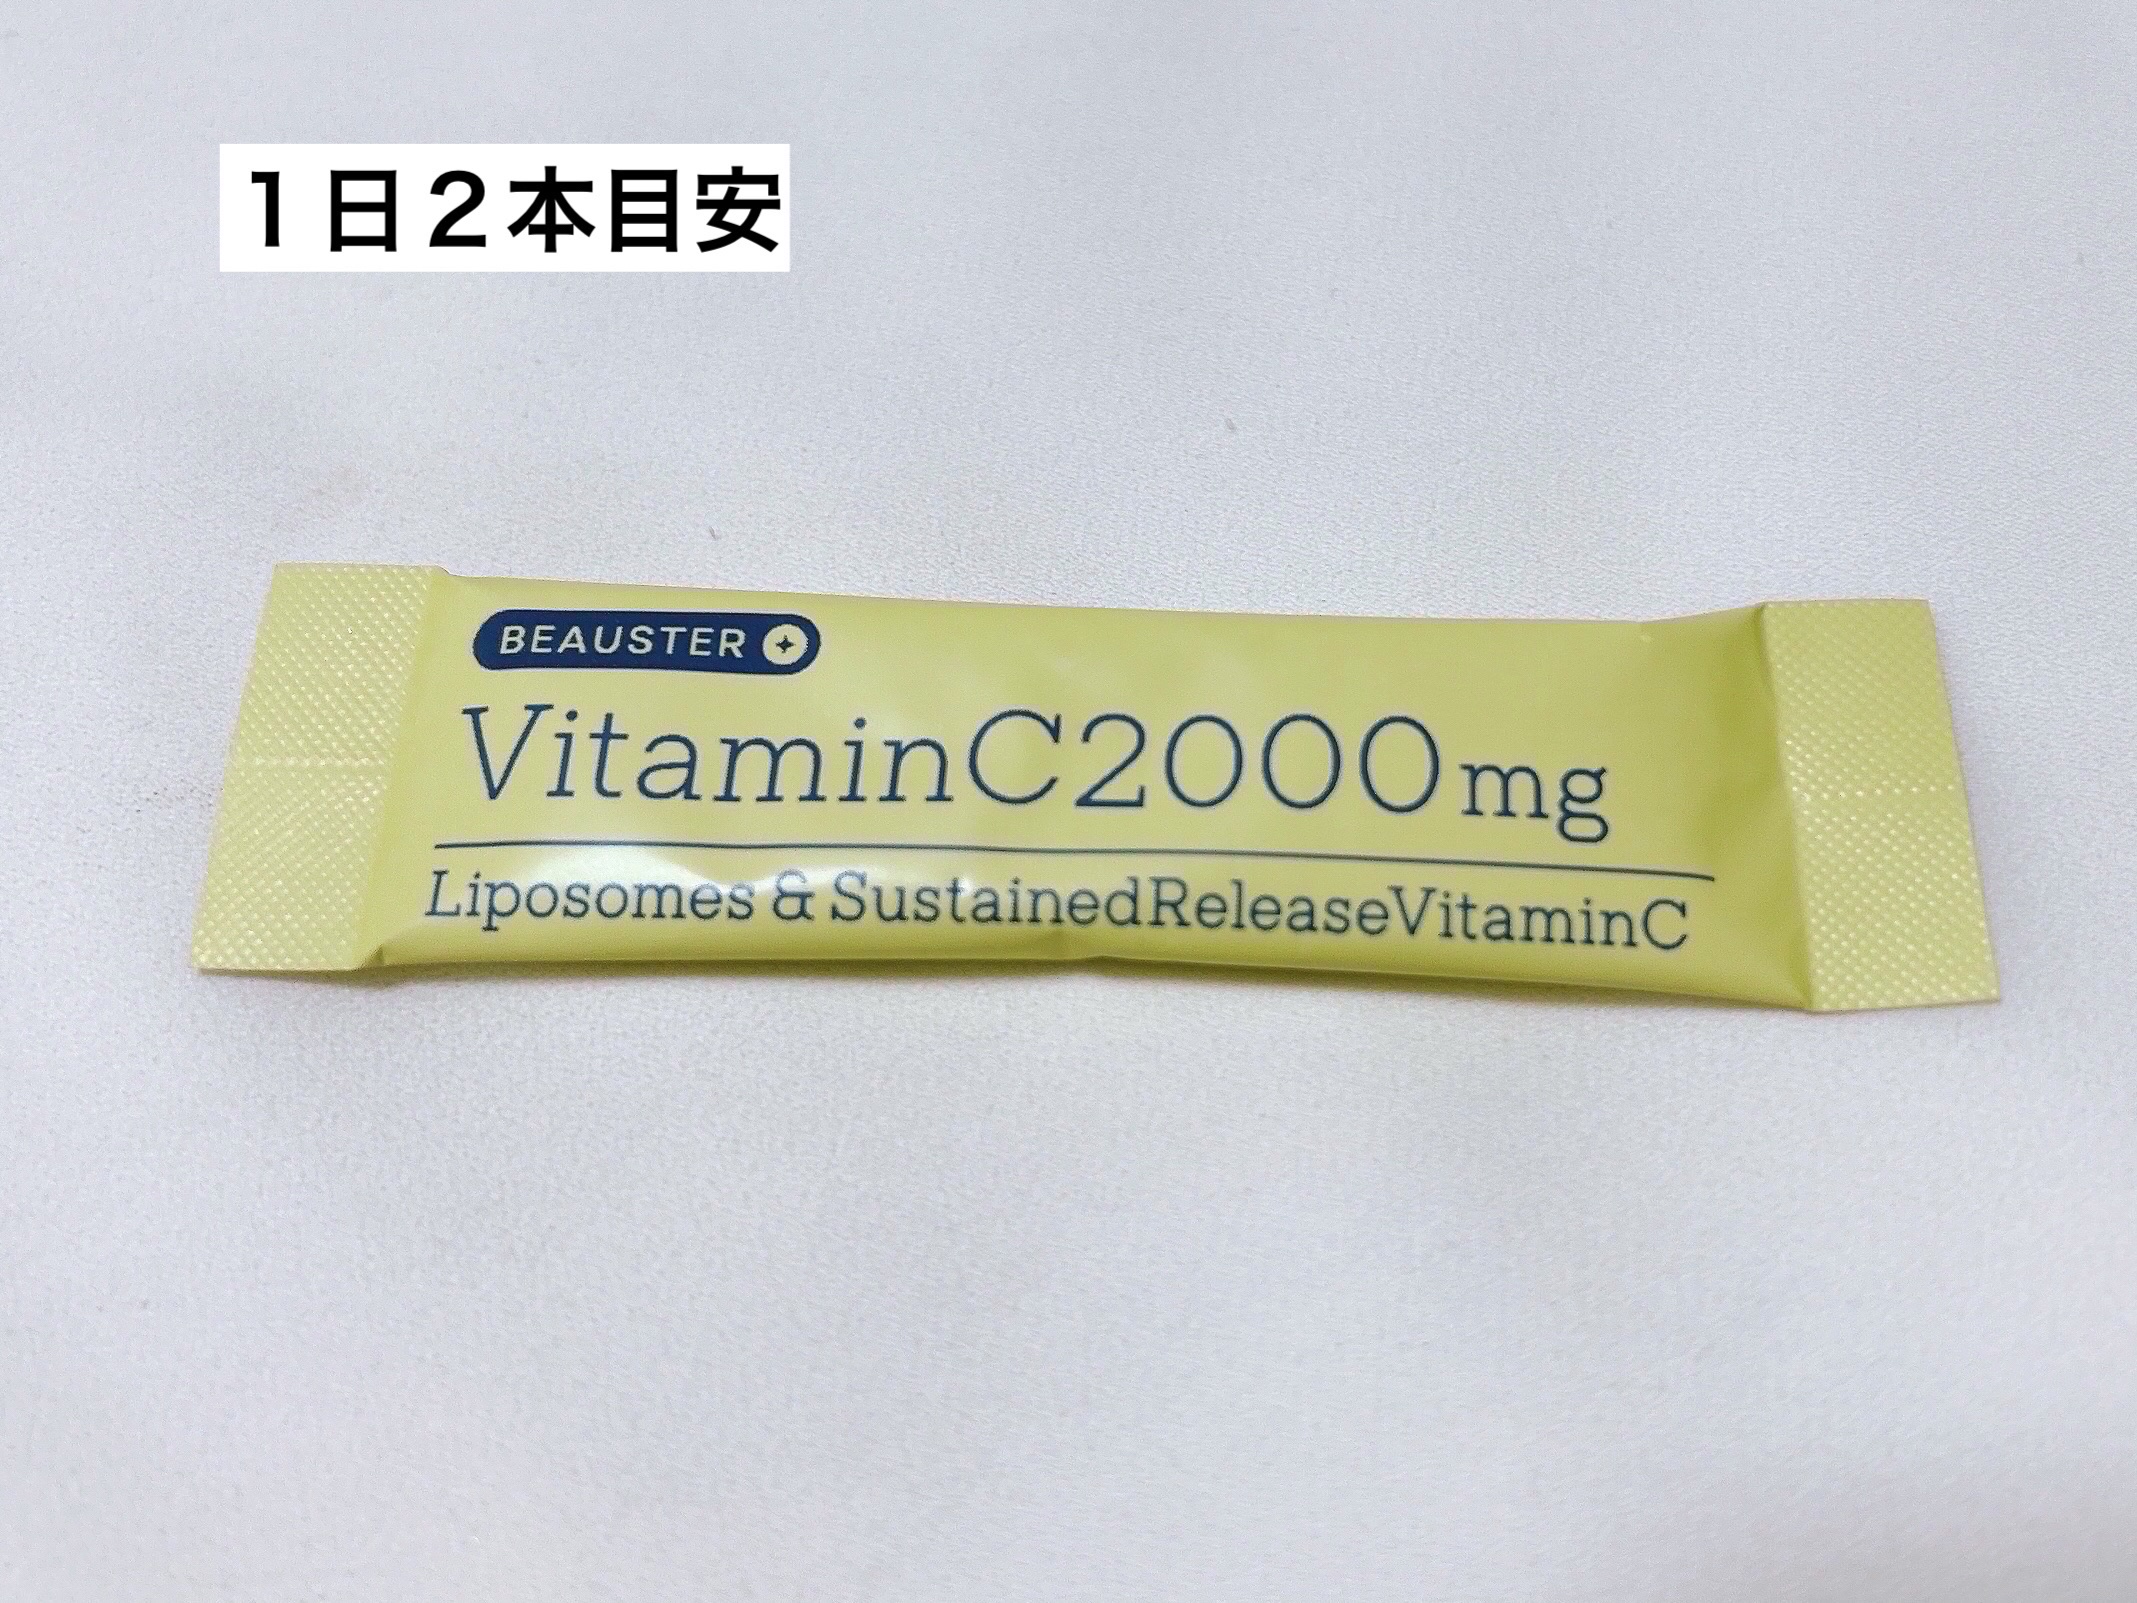 １日２本目安
BEAUSTER
VitaminC2000mg
Liposomes & SustainedReleaseVitaminC